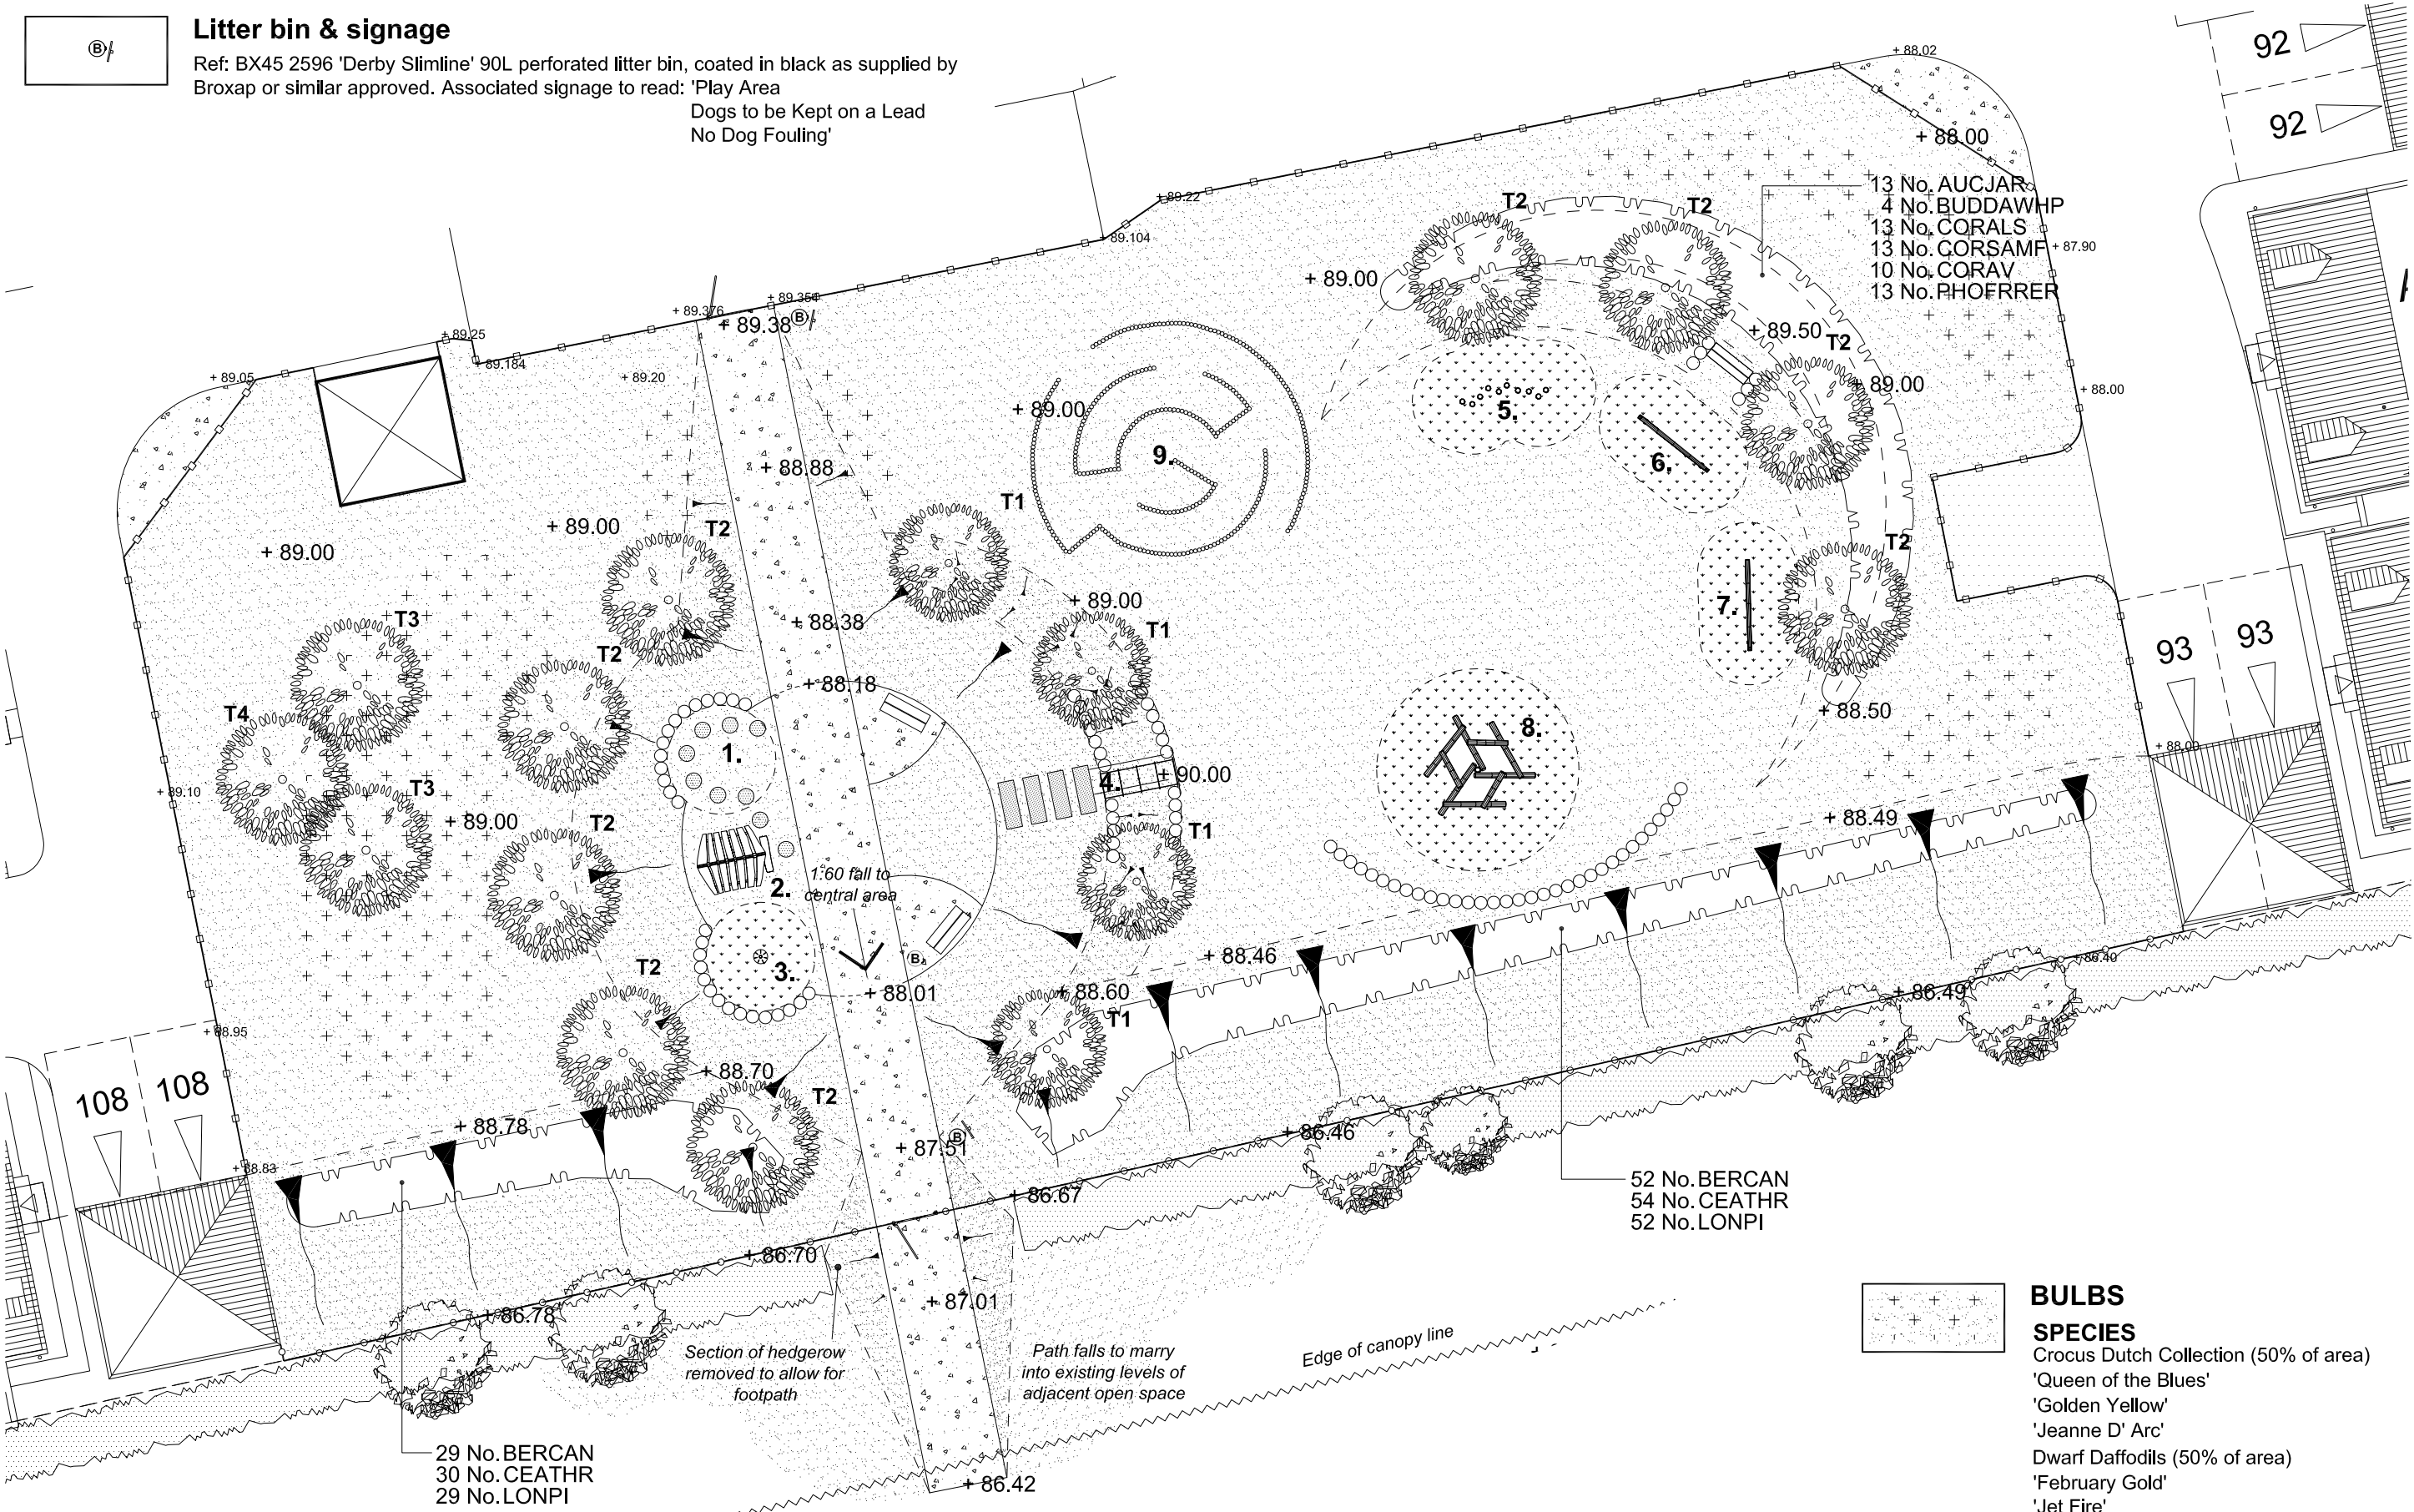 Litter bin & signage
Ref: BX45 2596 'Derby Slimline' 90L perforated litter bin, coated in black as supplied by
Broxap or similar approved. Associated signage to read: 'Play Area
Dogs to be Kept on a Lead
No Dog Fouling'
B
92
92
+ 88.02
+ 88.00
13 No. AUCJAR
4 No. BUDDAWHP
13 No. CORALS
13 No. CORSAMF
10 No. CORAV
13 No. PHOFRRER
+ 87.90
+ 88.00
+ 89.22
+ 89.104
T2
T2
+ 89.00
+ 89.50
T2
+ 89.00
+ 89.354
+ 89.376
+ 89.38
B
+ 89.25
+ 89.184
+ 89.05
+ 89.20
+ 89.00
9.
5.
6.
+ 88.88
T1
T2
+ 89.00
+ 89.00
T2
7.
+ 89.00
T1
+ 88.38
T3
T2
93
93
+ 88.18
T4
+ 88.50
8.
1.
+ 88.00
4.
+ 90.00
T3
+ 89.10
+ 89.00
T2
T1
+ 88.49
2.
1:60 fall to
central area
+ 88.46
T2
3.
B
+ 88.01
+ 88.60
T1
+ 86.40
+ 86.49
+ 88.95
+ 88.70
T2
108
108
+ 88.78
+ 87.51
B
+ 86.46
+ 88.83
+ 86.67
52 No. BERCAN
54 No. CEATHR
52 No. LONPI
+ 86.70
+ 86.78
+ 87.01
Section of hedgerow
removed to allow for
footpath
Path falls to marry
into existing levels of
adjacent open space
Edge of canopy line
29 No. BERCAN
30 No. CEATHR
29 No. LONPI
+ 86.42
BULBS
SPECIES
Crocus Dutch Collection (50% of area)
'Queen of the Blues'
'Golden Yellow'
'Jeanne D' Arc'
Dwarf Daffodils (50% of area)
'February Gold'
'Jet Fire'